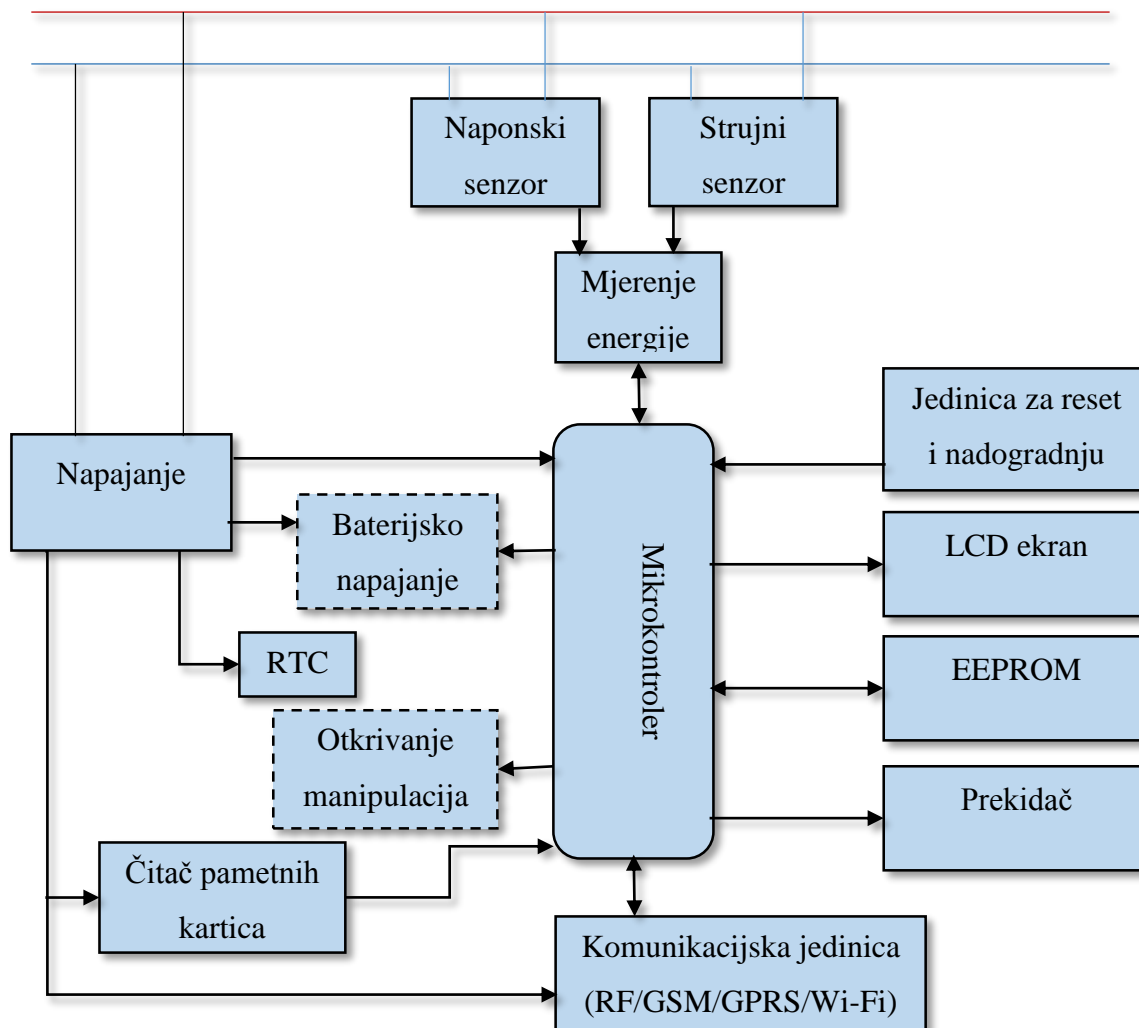 Naponski
senzor
Strujni
senzor
Mjerenje
energije
Jedinica za reset
i nadogradnju
Napajanje
Baterijsko
napajanje
LCD ekran
Mikrokontroler
RTC
EEPROM
Otkrivanje
manipulacija
Prekidač
Čitač pametnih
kartica
Komunikacijska jedinica
(RF/GSM/GPRS/Wi-Fi)